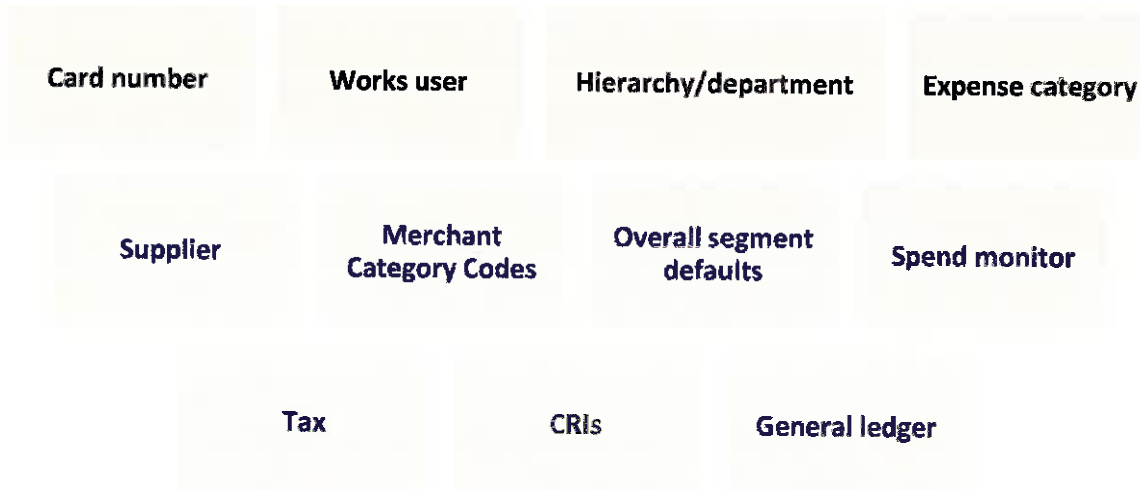 Card number
Works user
Hierarchy/department
Expense category
Supplier
Merchant
Category Codes
Overall segment
defaults
Spend monitor
Tax
CRIs
General ledger